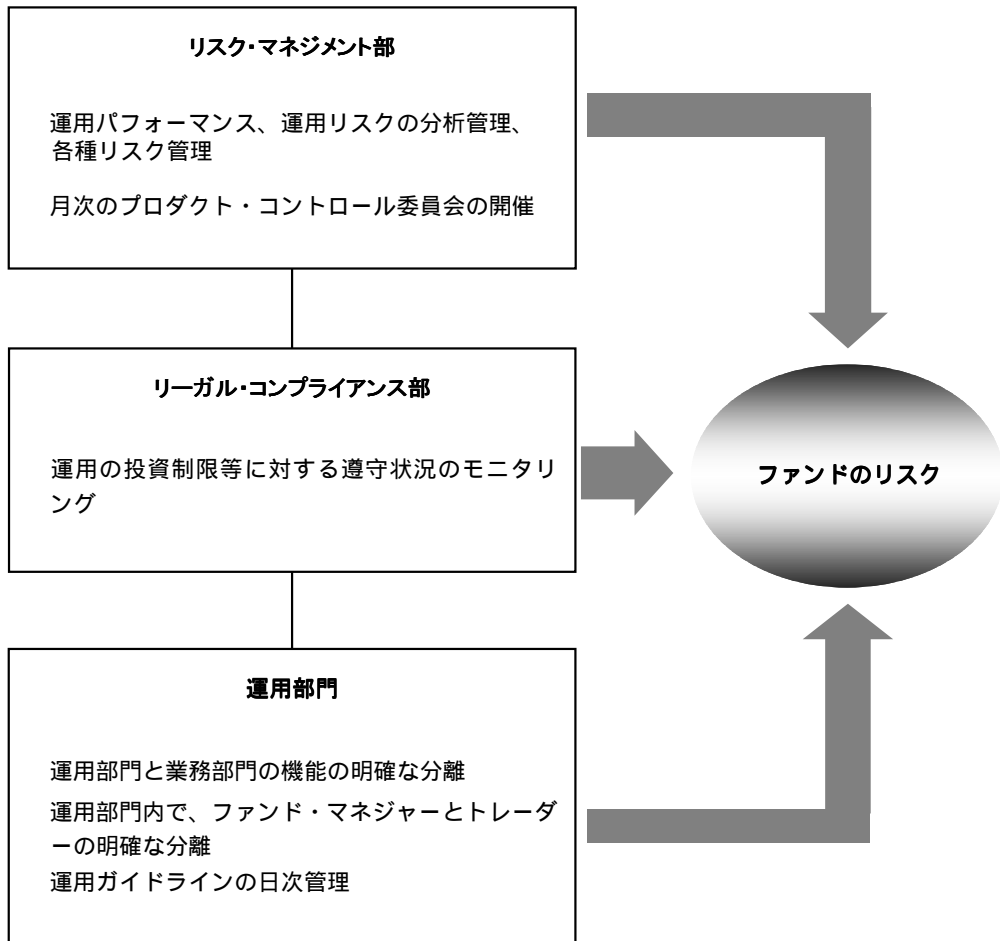 リスク・マネジメント部
運用パフォーマンス、運用リスクの分析管理、
各種リスク管理
月次のプロダクト・コントロール委員会の開催
リーガル・コンプライアンス部
運用の投資制限等に対する遵守状況のモニタリ
ング
ファンドのリスク
運用部門
運用部門と業務部門の機能の明確な分離
運用部門内で、ファンド・マネジャーとトレーダ
ーの明確な分離
運用ガイドラインの日次管理